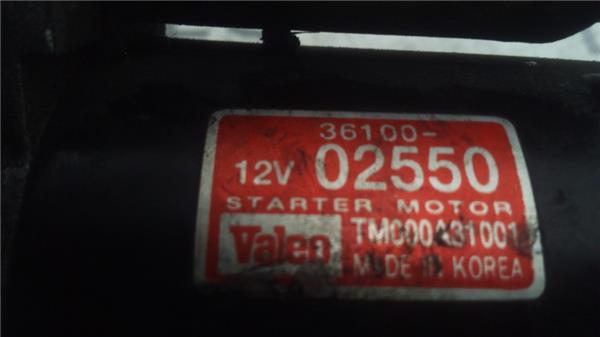 36100-
12V 02550
STARTER MOTOR
Valeo TM000A31001
MADE IN KOREA